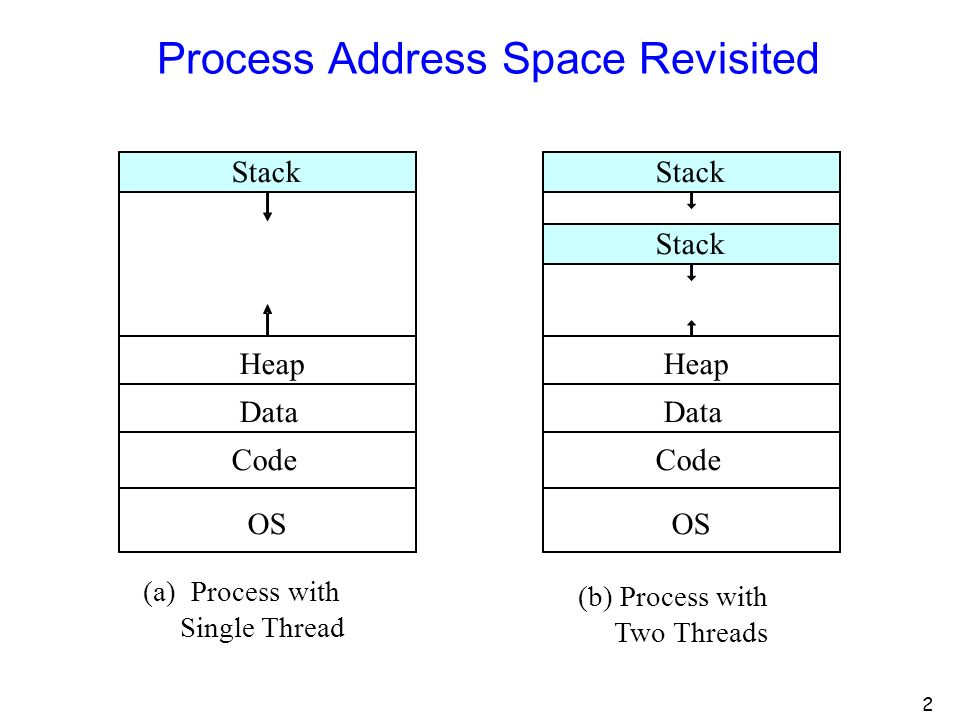 Process Address Space Revisited
Stack
Heap
Data
Code
OS
(a) Process with
Single Thread
Stack
Stack
Heap
Data
Code
OS
(b) Process with
Two Threads
2